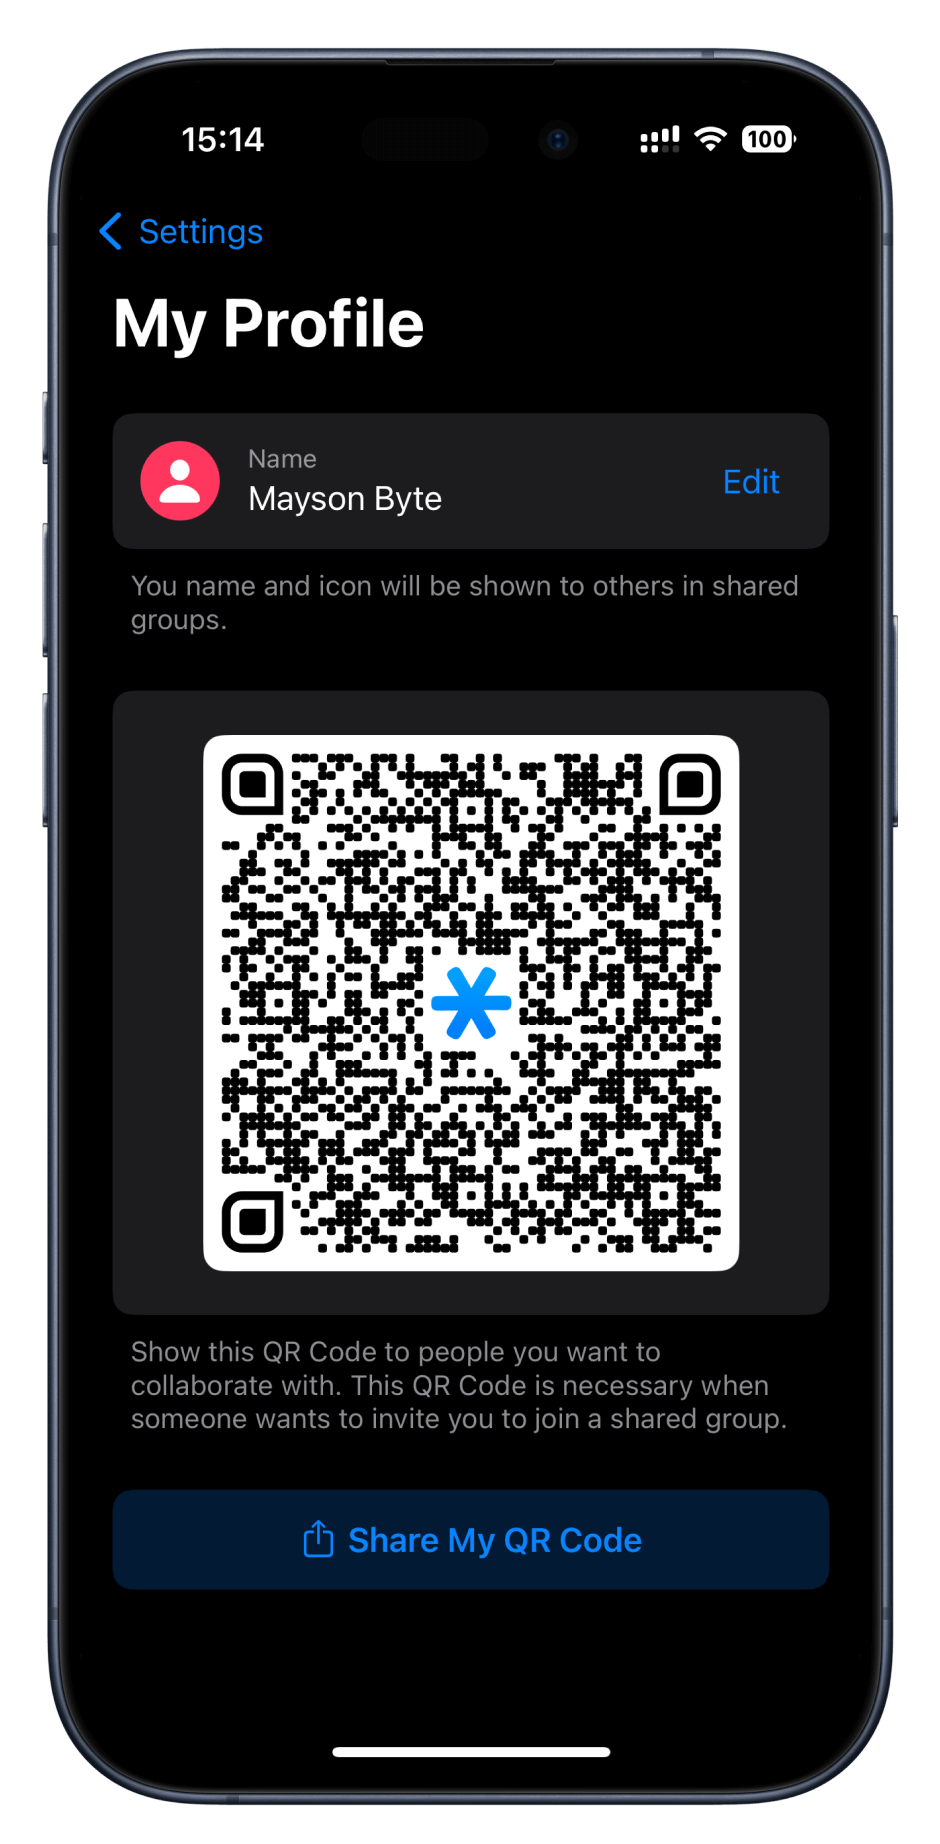 15:14
100
Settings
My Profile
Name
Mayson Byte
Edit
You name and icon will be shown to others in shared
groups.
Show this QR Code to people you want to
collaborate with. This QR Code is necessary when
someone wants to invite you to join a shared group.
Share My QR Code